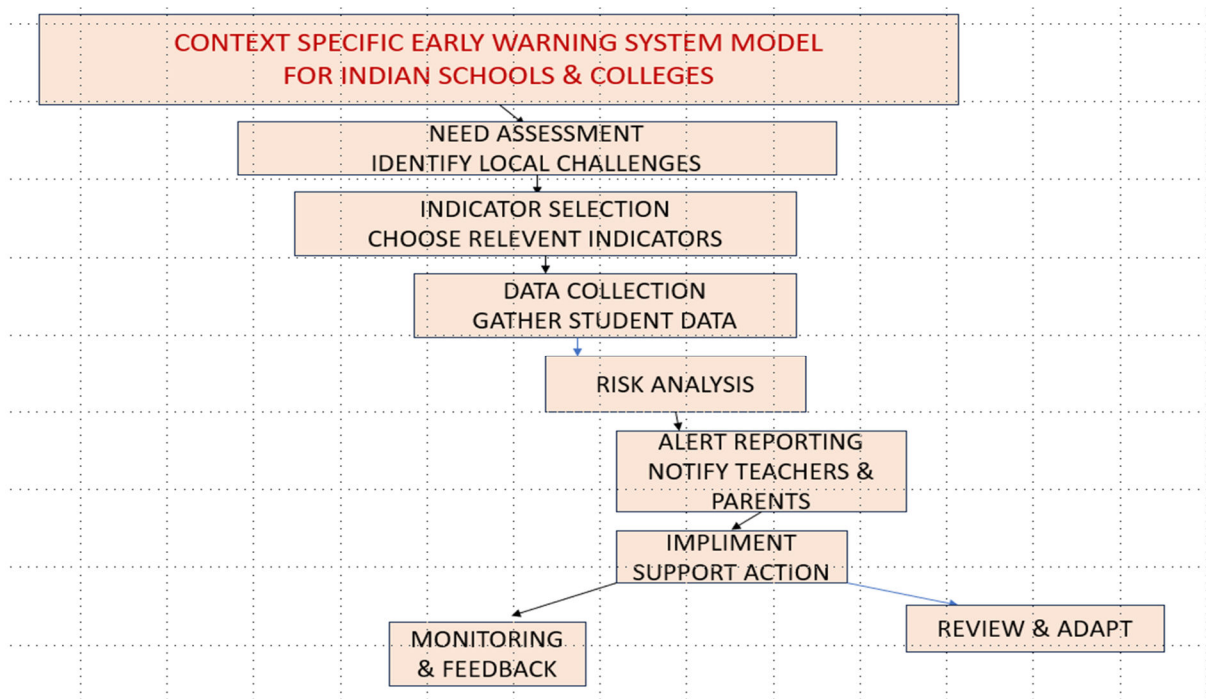 CONTEXT SPECIFIC EARLY WARNING SYSTEM MODEL
FOR INDIAN SCHOOLS & COLLEGES
NEED ASSESSMENT
IDENTIFY LOCAL CHALLENGES
INDICATOR SELECTION
CHOOSE RELEVENT INDICATORS
DATA COLLECTION
GATHER STUDENT DATA
RISK ANALYSIS
ALERT REPORTING
NOTIFY TEACHERS &
PARENTS
IMPLIMENT
SUPPORT ACTiON
MONITORING
& FEEDBACK
REVIEW & ADAPT